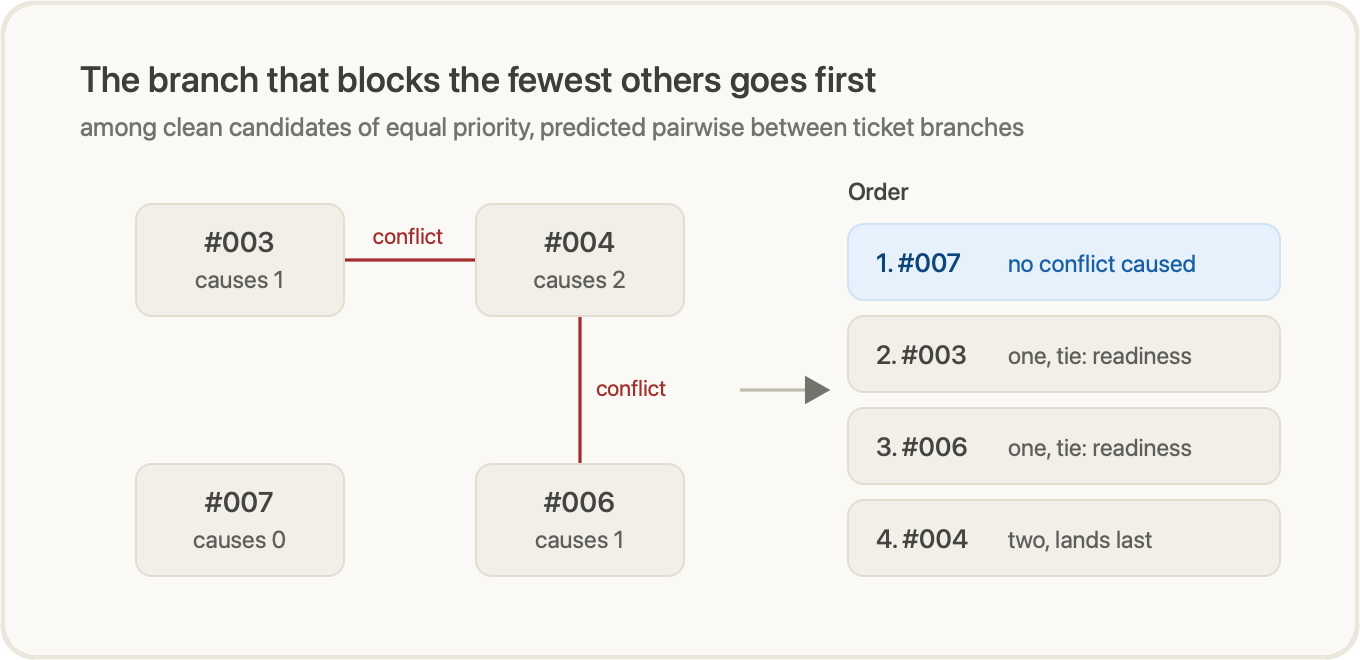 The branch that blocks the fewest others goes first
among clean candidates of equal priority, predicted pairwise between ticket branches
#003
causes 1
conflict
#004
causes 2
conflict
#007
causes 0
#006
causes 1
Order
1. #007 no conflict caused
2. #003 one, tie: readiness
3. #006 one, tie: readiness
4. #004 two, lands last